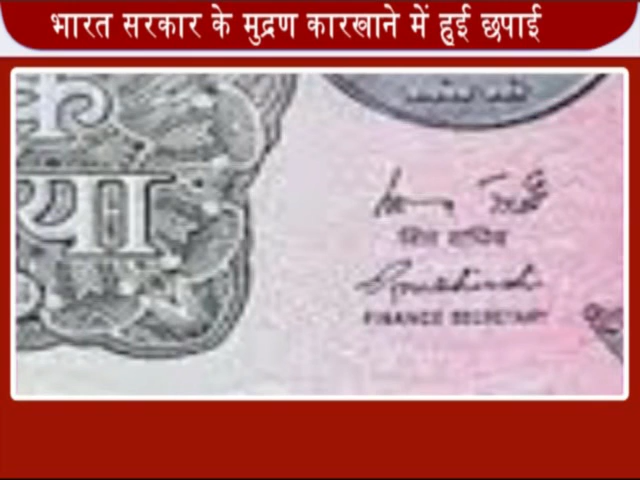 भारत सरकार के मुद्रण कारखाने में हुई छपाई
क
या
वित्त सचिव
FINANCE SECRETARY